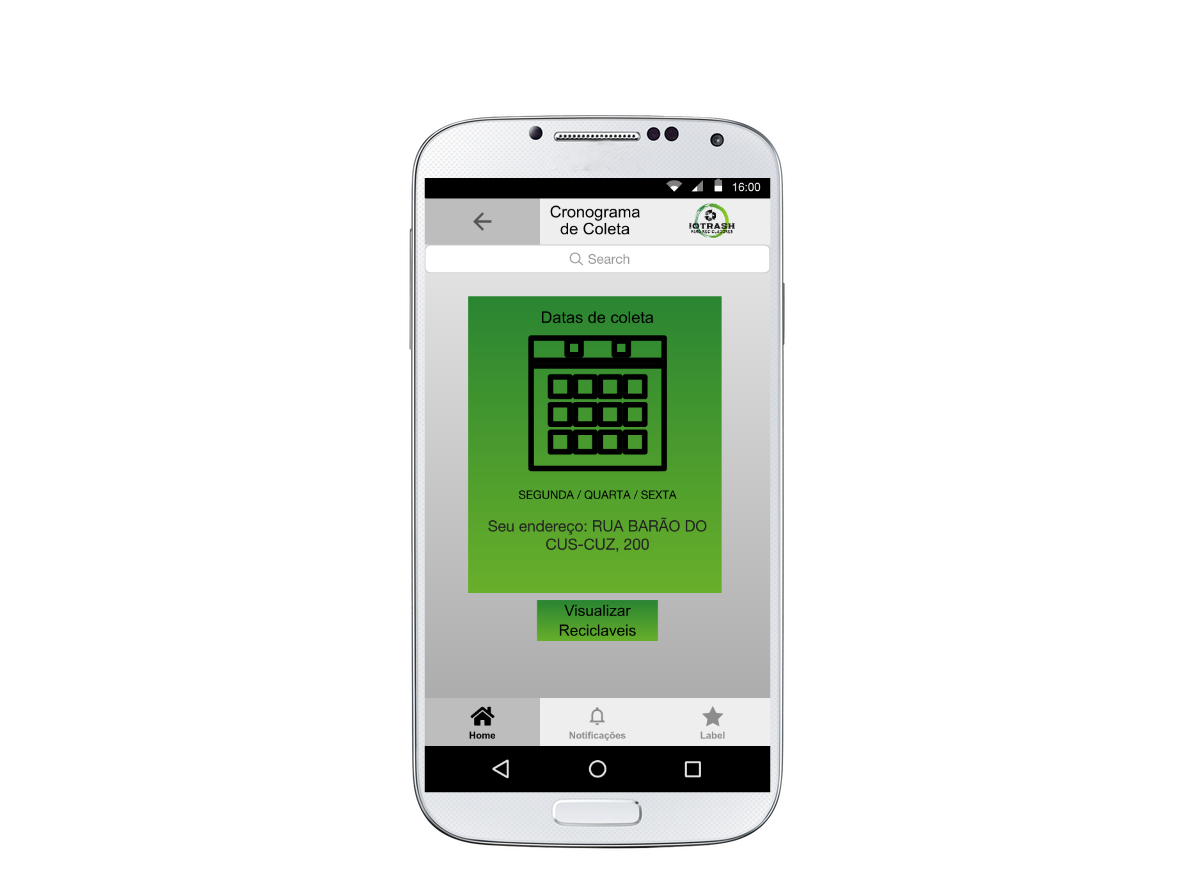 16:00
Cronograma
de Coleta
IOTRASH
Search
Datas de coleta
SEGUNDA / QUARTA / SEXTA
Seu endereço: RUA BARÃO DO
CUS-CUZ, 200
Visualizar
Reciclaveis
Home
Notificações
Label